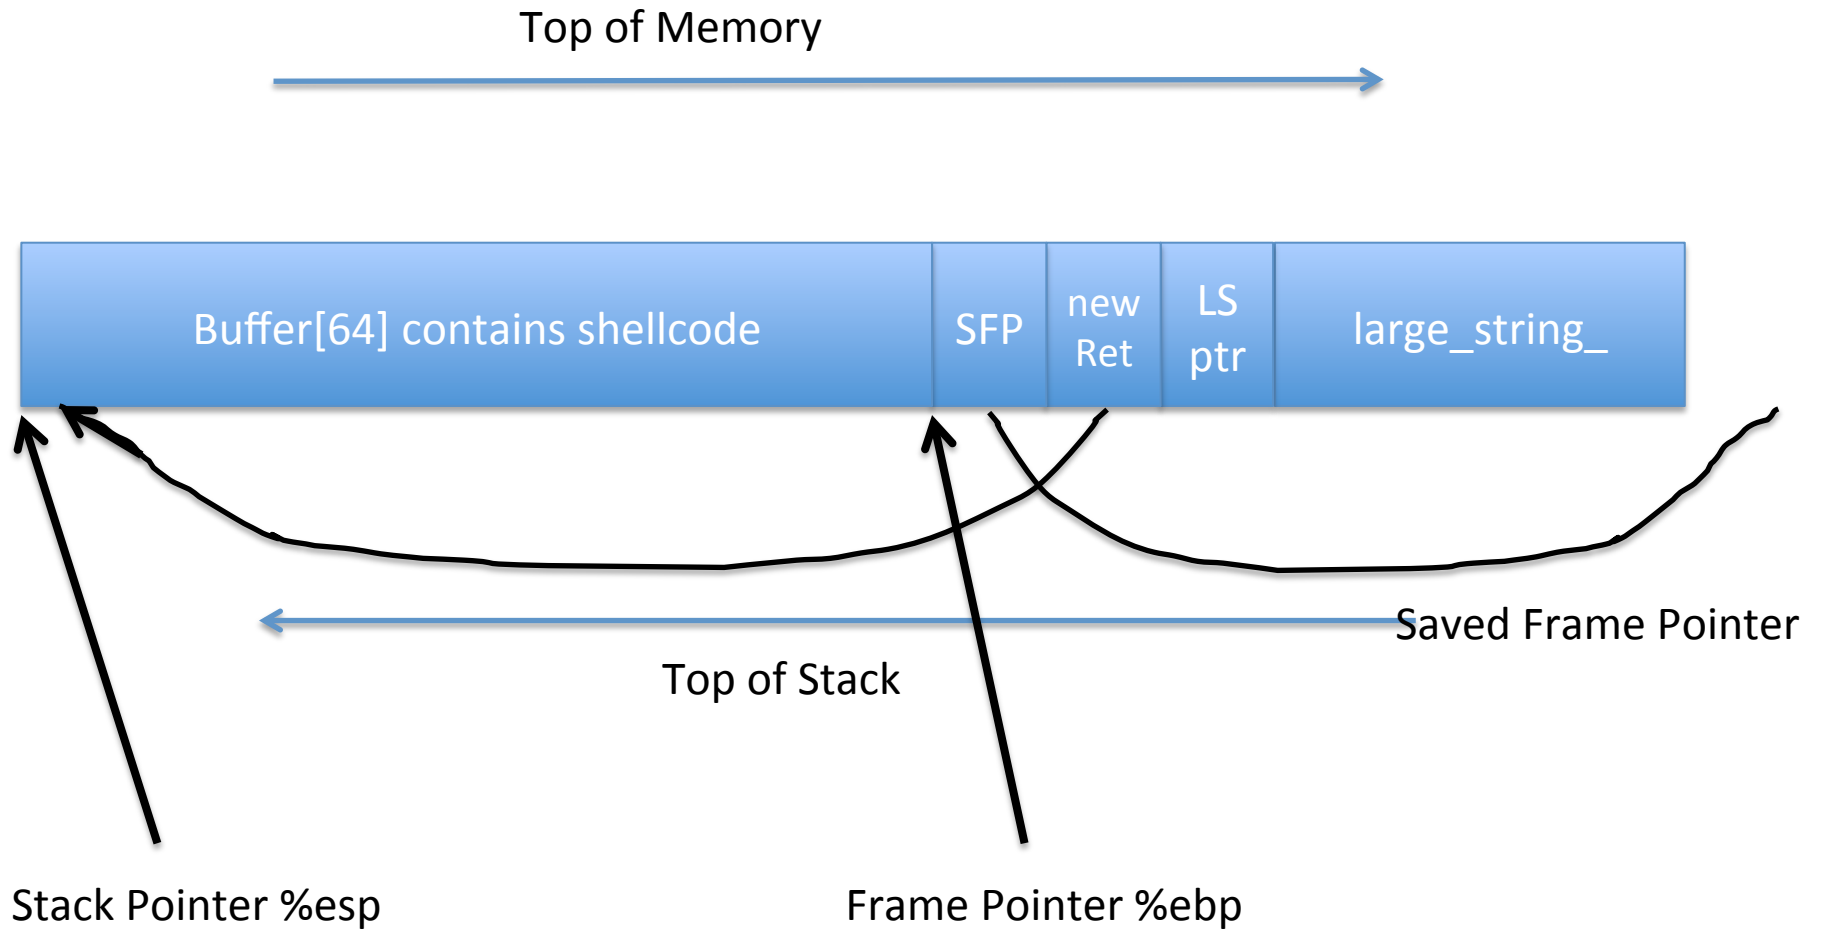 Top of Memory
Buffer[64] contains shellcode
SFP
new
Ret
LS
ptr
large_string_
Saved Frame Pointer
Top of Stack
Stack Pointer %esp
Frame Pointer %ebp